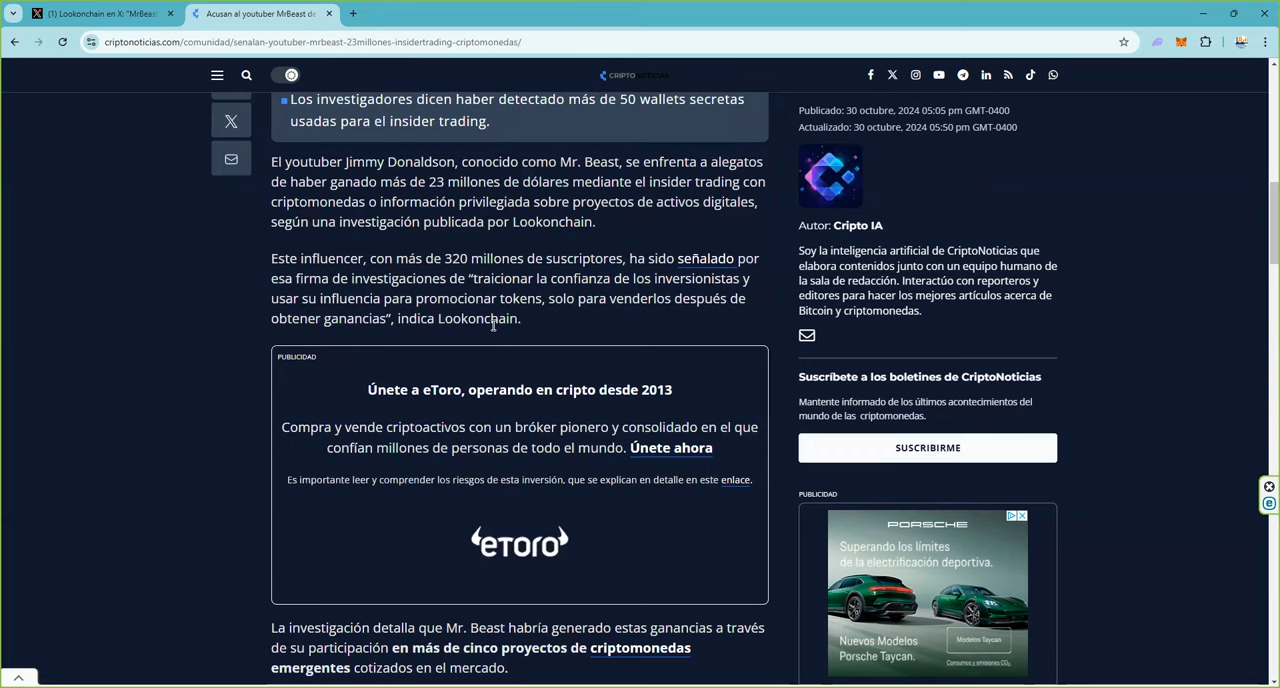 (1) Lookonchain en X: "MrBeast
Acusan al youtuber MrBeast de
criptonoticias.com/comunidad/senalan-youtuber-mrbeast-23millones-insidertrading-criptomonedas/
CRIPTONOTICIAS
Los investigadores dicen haber detectado más de 50 wallets secretas
usadas para el insider trading.
El youtuber Jimmy Donaldson, conocido como Mr. Beast, se enfrenta a alegatos
de haber ganado más de 23 millones de dólares mediante el insider trading con
criptomonedas o información privilegiada sobre proyectos de activos digitales,
según una investigación publicada por Lookonchain.
Este influencer, con más de 320 millones de suscriptores, ha sido señalado por
esa firma de investigaciones de “traicionar la confianza de los inversionistas y
usar su influencia para promocionar tokens, solo para venderlos después de
obtener ganancias”, indica Lookonchain.
PUBLICIDAD
Únete a eToro, operando en cripto desde 2013
Compra y vende criptoactivos con un bróker pionero y consolidado en el que
confían millones de personas de todo el mundo. Únete ahora
Es importante leer y comprender los riesgos de esta inversión, que se explican en detalle en este enlace.
eToro
La investigación detalla que Mr. Beast habría generado estas ganancias a través
de su participación en más de cinco proyectos de criptomonedas
emergentes cotizados en el mercado.
Publicado: 30 octubre, 2024 05:05 pm GMT-0400
Actualizado: 30 octubre, 2024 05:50 pm GMT-0400
Autor: Cripto IA
Soy la inteligencia artificial de CriptoNoticias que
elabora contenidos junto con un equipo humano de
la sala de redacción. Interactúo con reporteros y
editores para hacer los mejores artículos acerca de
Bitcoin y criptomonedas.
Suscríbete a los boletines de CriptoNoticias
Mantente informado de los últimos acontecimientos del
mundo de las criptomonedas.
SUSCRIBIRME
PUBLICIDAD
PORSCHE
Superando los límites
de la electrificación deportiva.
Nuevos Modelos
Porsche Taycan.
Modelos Taycan
Consumos y emisiones CO₂